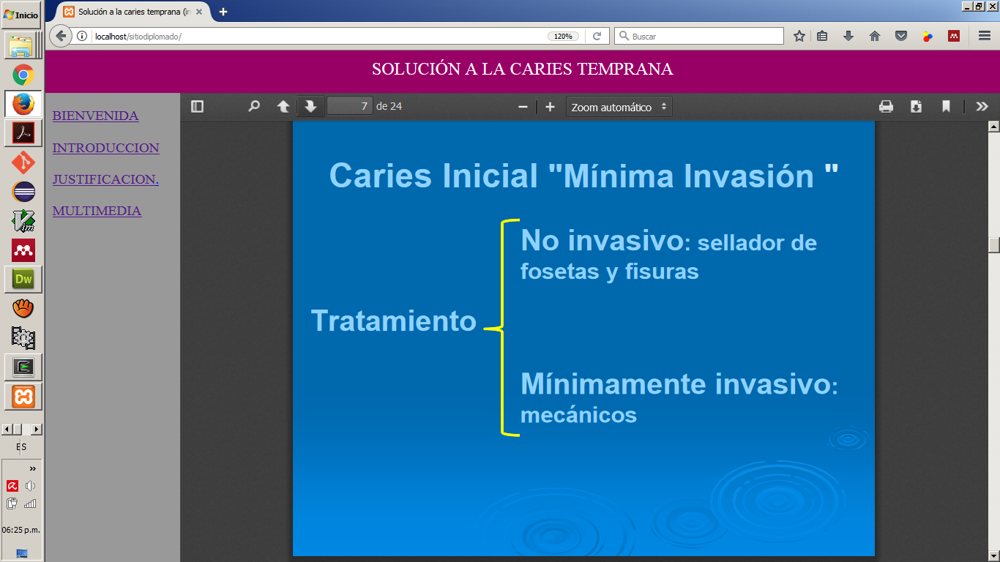 Inicio
Solución a la caries temprana (in
localhost/sitiodiplomado/
120%
Buscar
SOLUCIÓN A LA CARIES TEMPRANA
BIENVENIDA
INTRODUCCION
JUSTIFICACION.
MULTIMEDIA
7 de 24
Zoom automático
Caries Inicial "Mínima Invasión "
No invasivo: sellador de
fosetas y fisuras
Tratamiento
Mínimamente invasivo:
mecánicos
Dw
Vim
ES
06:25 p.m.